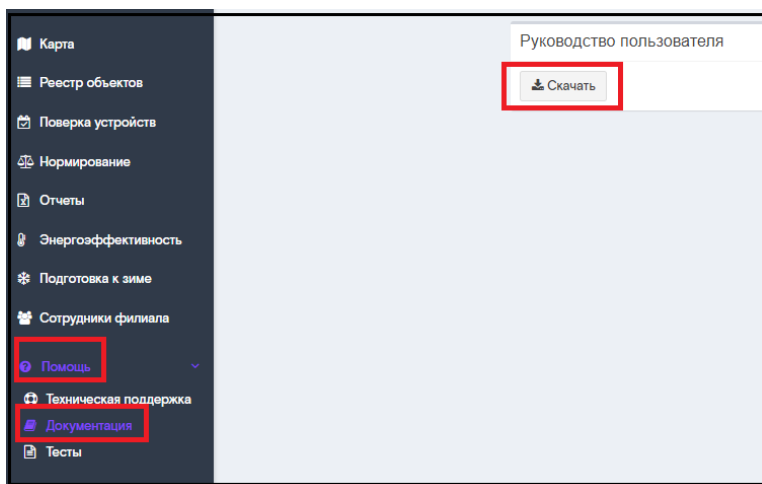 Карта
Реестр объектов
Поверка устройств
Нормирование
Отчеты
Энергоэффективность
Подготовка к зиме
Сотрудники филиала
Помощь
Техническая поддержка
Документация
Тесты
Руководство пользователя
Скачать